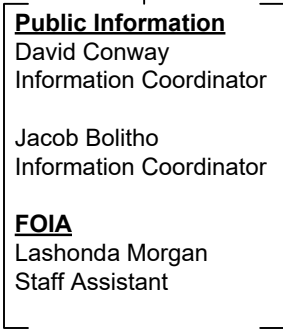 Public Information
David Conway
Information Coordinator
Jacob Bolitho
Information Coordinator
FOIA
Lashonda Morgan
Staff Assistant